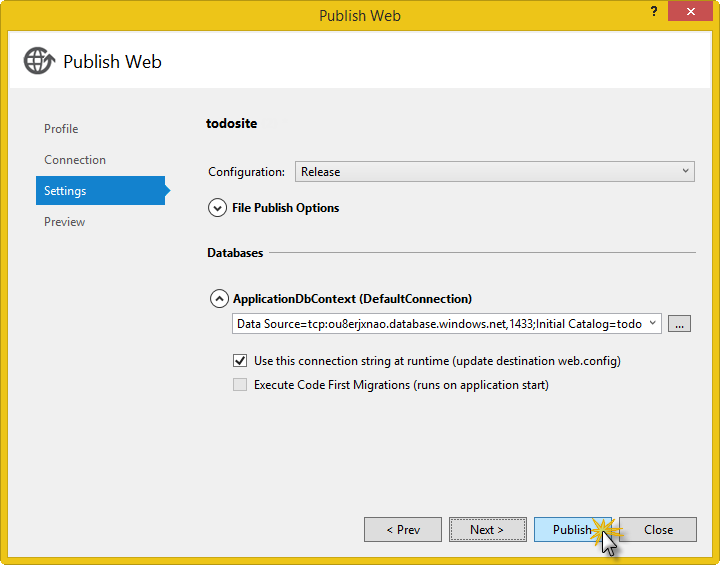 Publish Web
?
Publish Web
todosite
Profile
Connection
Settings
Preview
Configuration: Release
File Publish Options
Databases
ApplicationDbContext (DefaultConnection)
Data Source=tcp:ou8erjxnao.database.windows.net,1433;Initial Catalog=todo
...
Use this connection string at runtime (update destination web.config)
Execute Code First Migrations (runs on application start)
< Prev Next > Publish Close